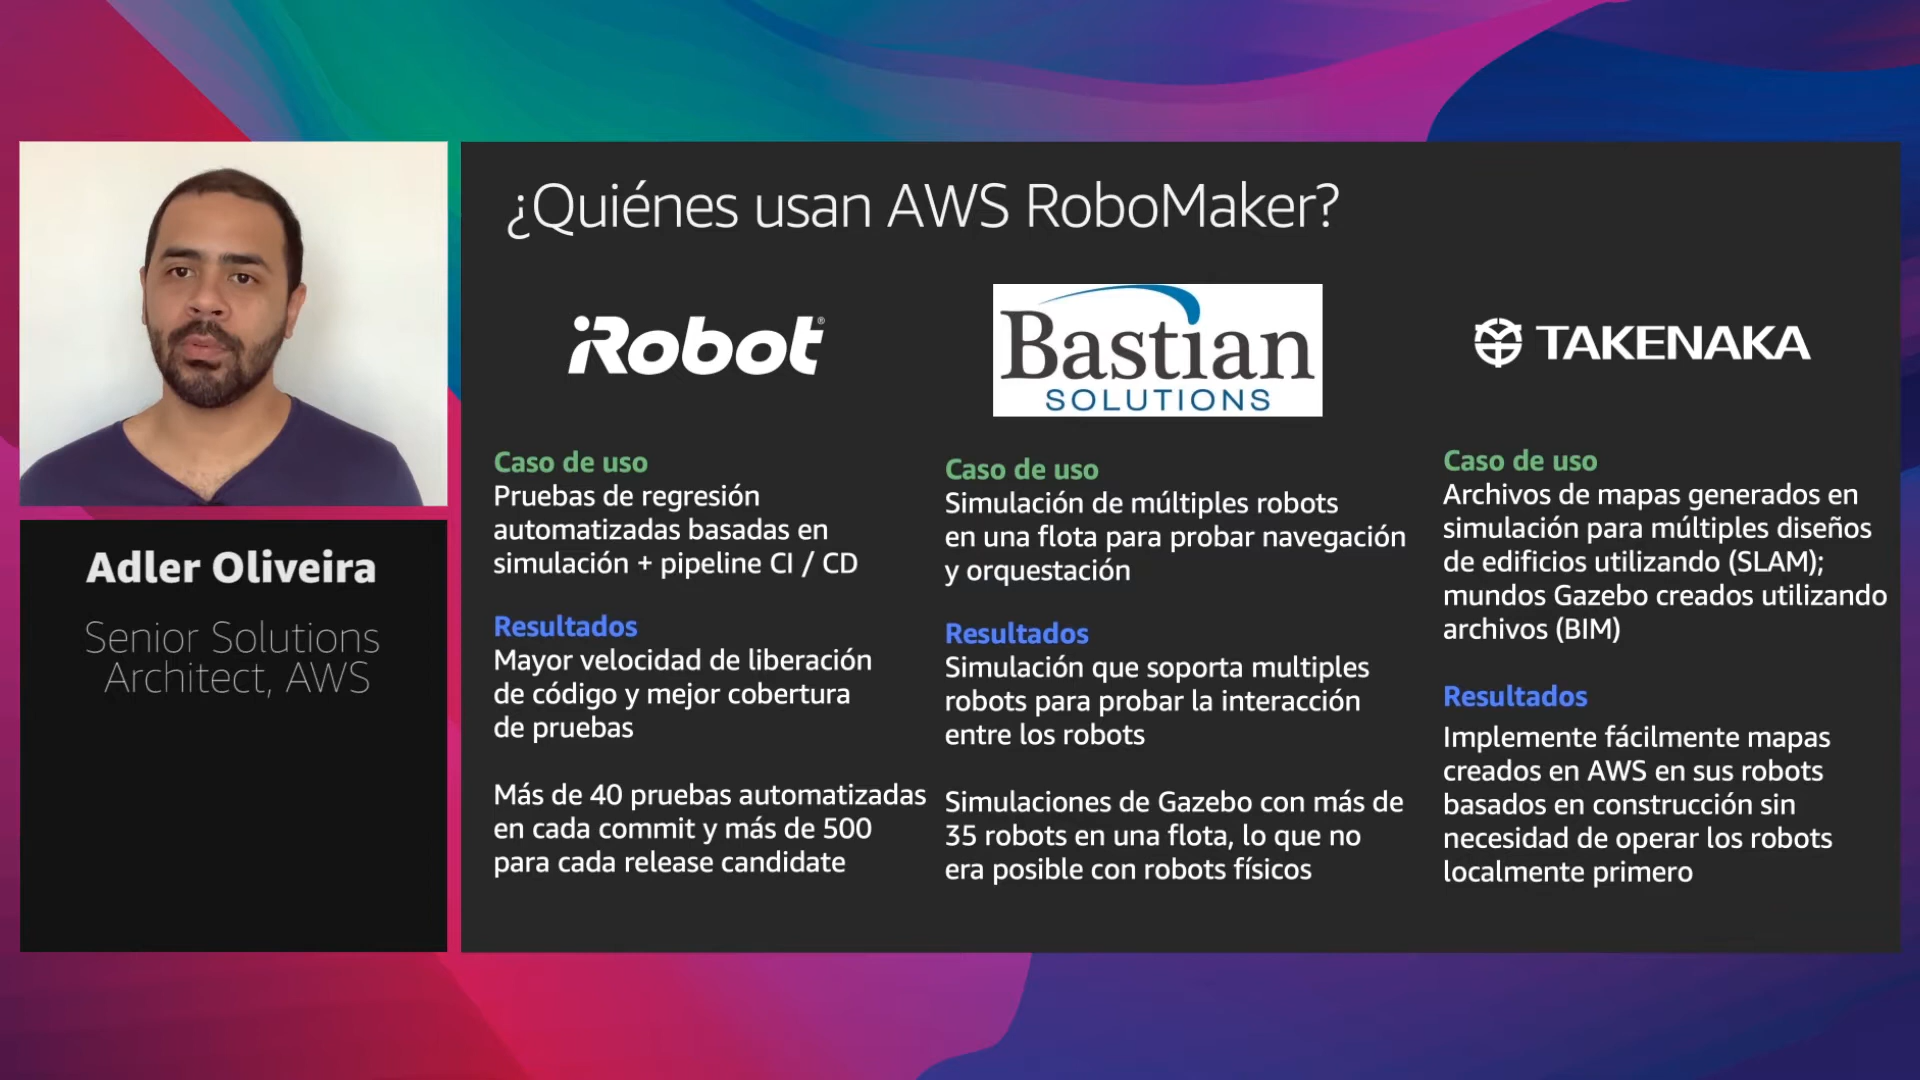 ¿Quiénes usan AWS RoboMaker?
iRobot®
Bastian
SOLUTIONS
TAKENAKA
Caso de uso
Pruebas de regresión
automatizadas basadas en
simulación + pipeline CI / CD
Resultados
Mayor velocidad de liberación
de código y mejor cobertura
de pruebas
Más de 40 pruebas automatizadas
en cada commit y más de 500
para cada release candidate
Caso de uso
Simulación de múltiples robots
en una flota para probar navegación
y orquestación
Resultados
Simulación que soporta multiples
robots para probar la interacción
entre los robots
Simulaciones de Gazebo con más de
35 robots en una flota, lo que no
era posible con robots físicos
Caso de uso
Archivos de mapas generados en
simulación para múltiples diseños
de edificios utilizando (SLAM);
mundos Gazebo creados utilizando
archivos (BIM)
Resultados
Implemente fácilmente mapas
creados en AWS en sus robots
basados en construcción sin
necesidad de operar los robots
localmente primero
Adler Oliveira
Senior Solutions
Architect, AWS